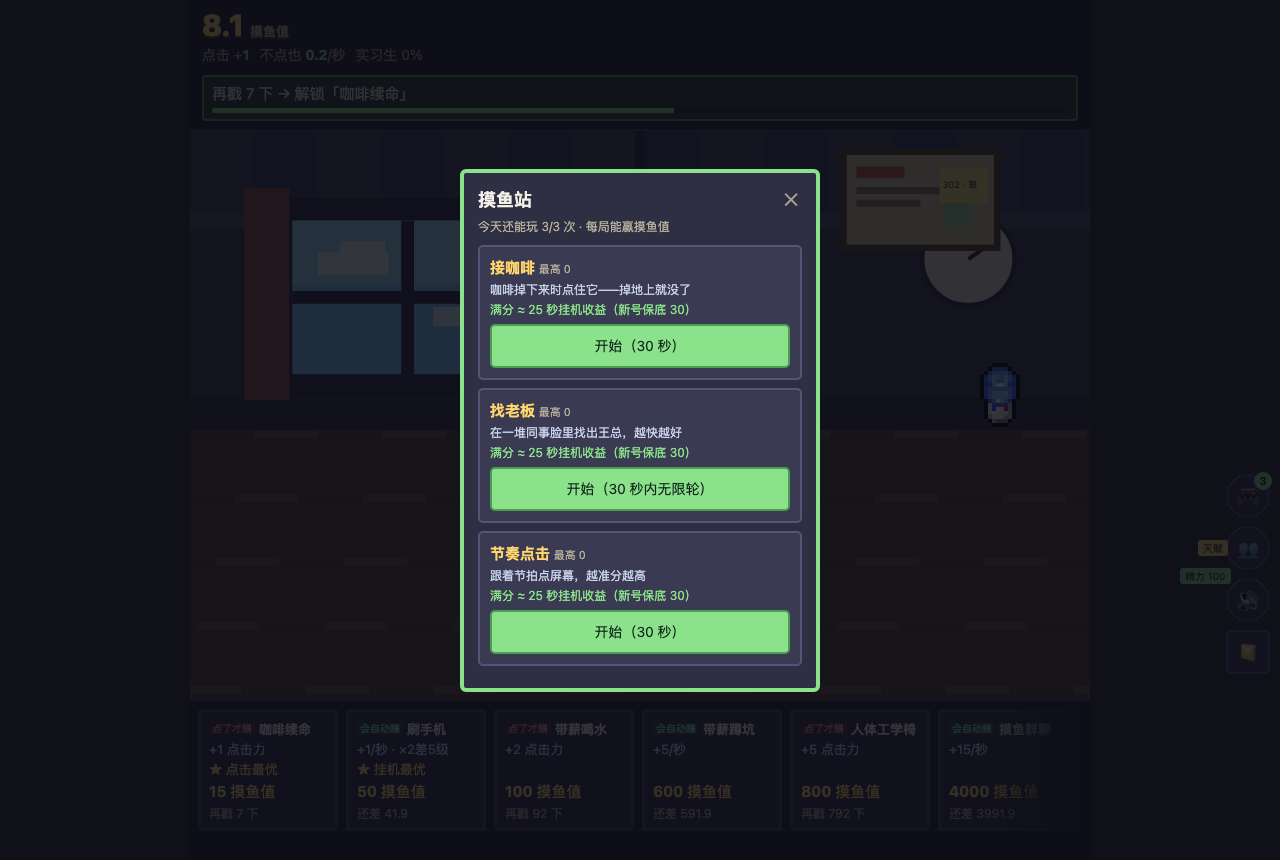 8.1 摸鱼值
点击 +1 不点也 0.2/秒 实习生 0%
再戳 7 下 → 解锁「咖啡续命」
302 · 第
摸鱼站
今天还能玩 3/3 次 · 每局能赢摸鱼值
接咖啡 最高 0
咖啡掉下来时点住它——掉地上就没了
满分 ≈ 25 秒挂机收益（新号保底 30）
开始（30 秒）
找老板 最高 0
在一堆同事脸里找出王总，越快越好
满分 ≈ 25 秒挂机收益（新号保底 30）
开始（30 秒内无限轮）
节奏点击 最高 0
跟着节拍点屏幕，越准分越高
满分 ≈ 25 秒挂机收益（新号保底 30）
开始（30 秒）
3
天赋
精力 100
点了才赚 咖啡续命
+1 点击力
★ 点击最优
15 摸鱼值
再戳 7 下
会自动赚 刷手机
+1/秒 · ×2差5级
★ 挂机最优
50 摸鱼值
还差 41.9
点了才赚 带薪喝水
+2 点击力
100 摸鱼值
再戳 92 下
会自动赚 带薪蹲坑
+5/秒
600 摸鱼值
还差 591.9
点了才赚 人体工学椅
+5 点击力
800 摸鱼值
再戳 792 下
会自动赚 摸鱼群聊
+15/秒
4000 摸鱼值
还差 3991.9